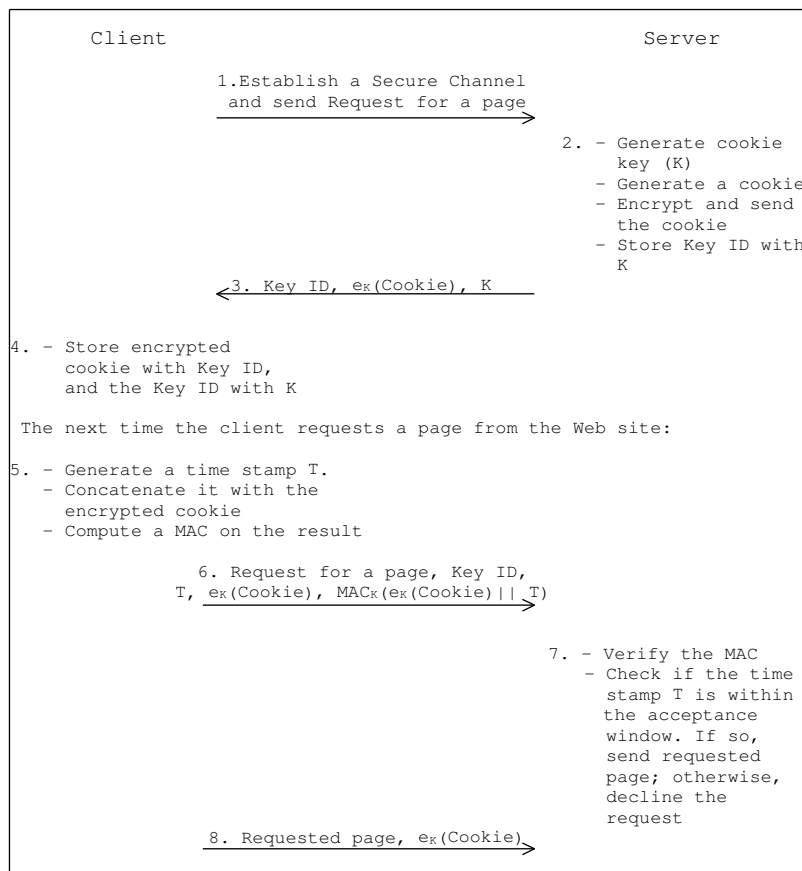 Client Server
1.Establish a Secure Channel
and send Request for a page
2. - Generate cookie
key (K)
- Generate a cookie
- Encrypt and send
the cookie
- Store Key ID with
K
3. Key ID, eK(Cookie), K
4. - Store encrypted
cookie with Key ID,
and the Key ID with K
The next time the client requests a page from the Web site:
5. - Generate a time stamp T.
- Concatenate it with the
encrypted cookie
- Compute a MAC on the result
6. Request for a page, Key ID,
T, eK(Cookie), MACK(eK(Cookie)|| T)
7. - Verify the MAC
- Check if the time
stamp T is within
the acceptance
window. If so,
send requested
page; otherwise,
decline the
request
8. Requested page, eK(Cookie)